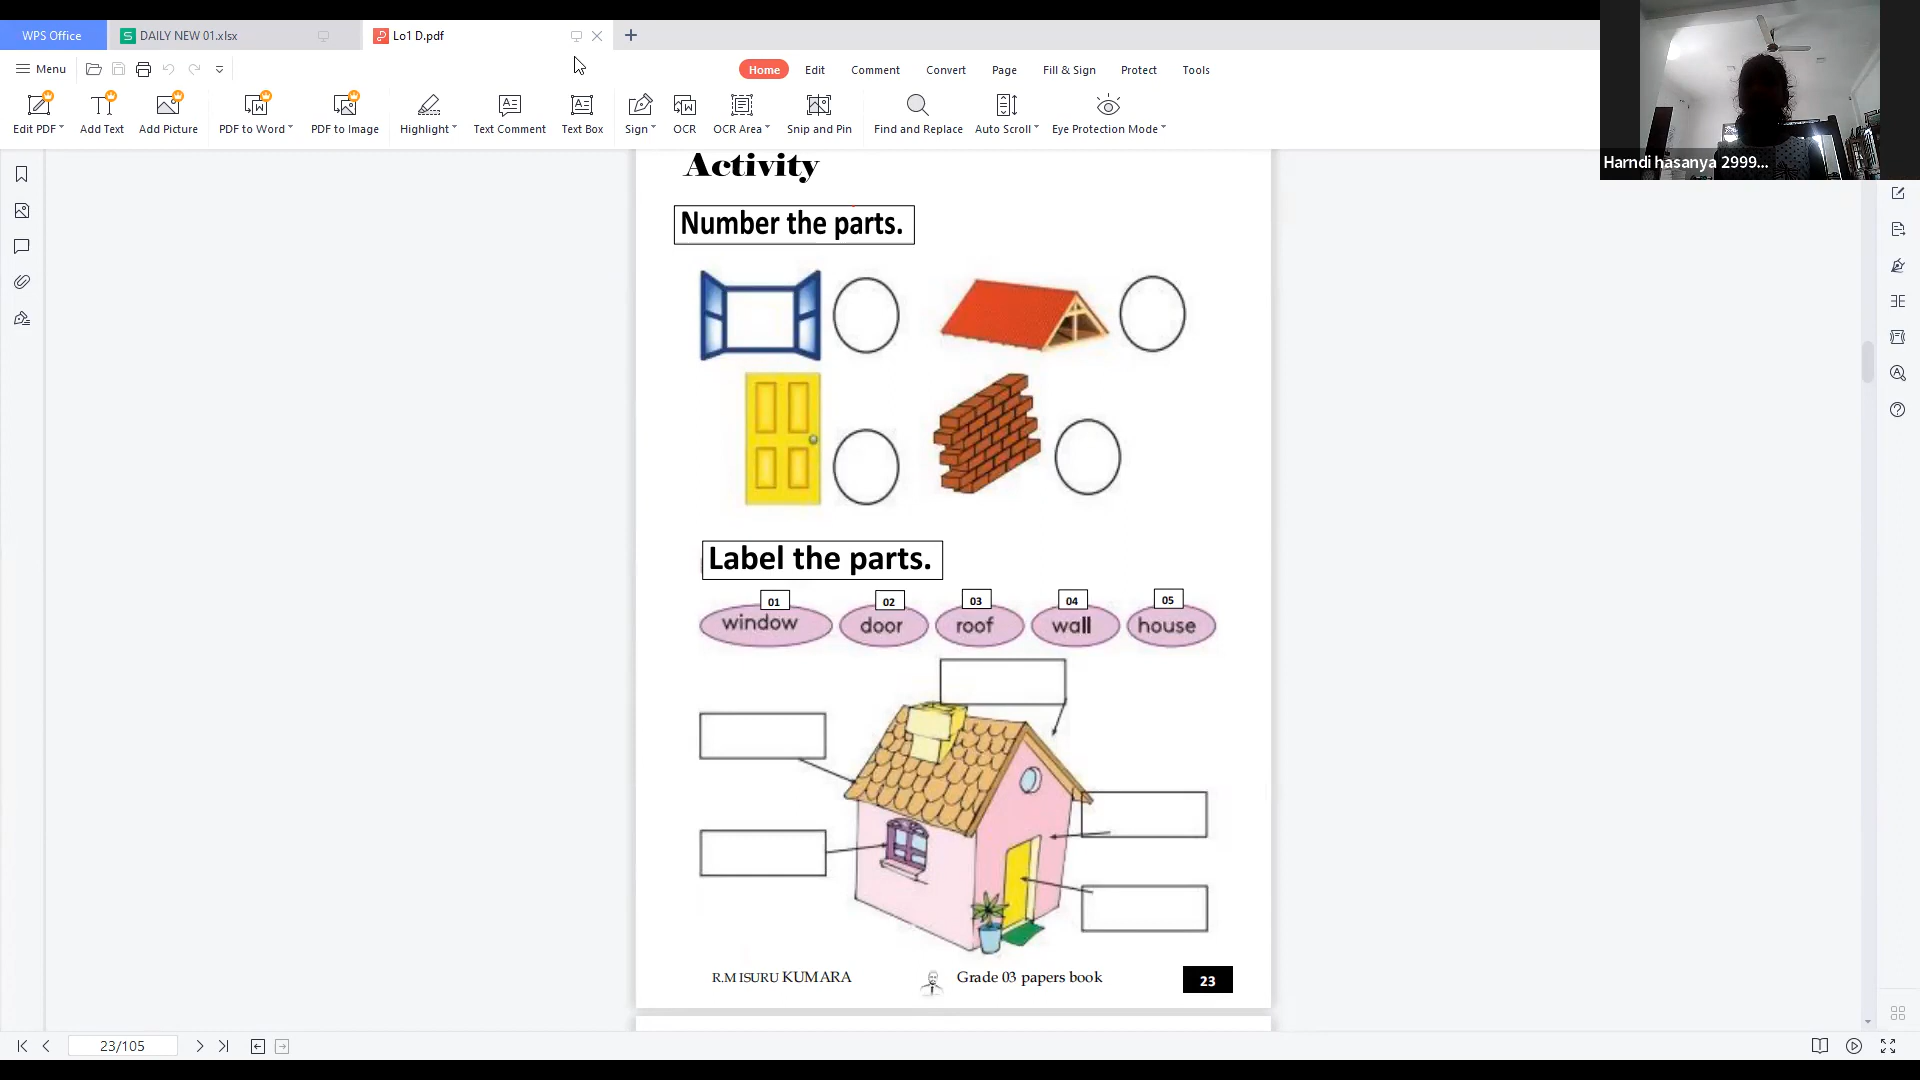 WPS Office
DAILY NEW 01.xlsx
Lo1 D.pdf
Menu
Home
Edit
Comment
Convert
Page
Fill & Sign
Protect
Tools
Edit PDF
Add Text
Add Picture
PDF to Word
PDF to Image
Highlight
Text Comment
Text Box
Sign
OCR
OCR Area
Snip and Pin
Find and Replace
Auto Scroll
Eye Protection Mode
Harndi hasanya 2999...
Activity
Number the parts.
Label the parts.
01 02 03 04 05
window door roof wall house
R.M ISURU KUMARA
Grade 03 papers book
23
23/105